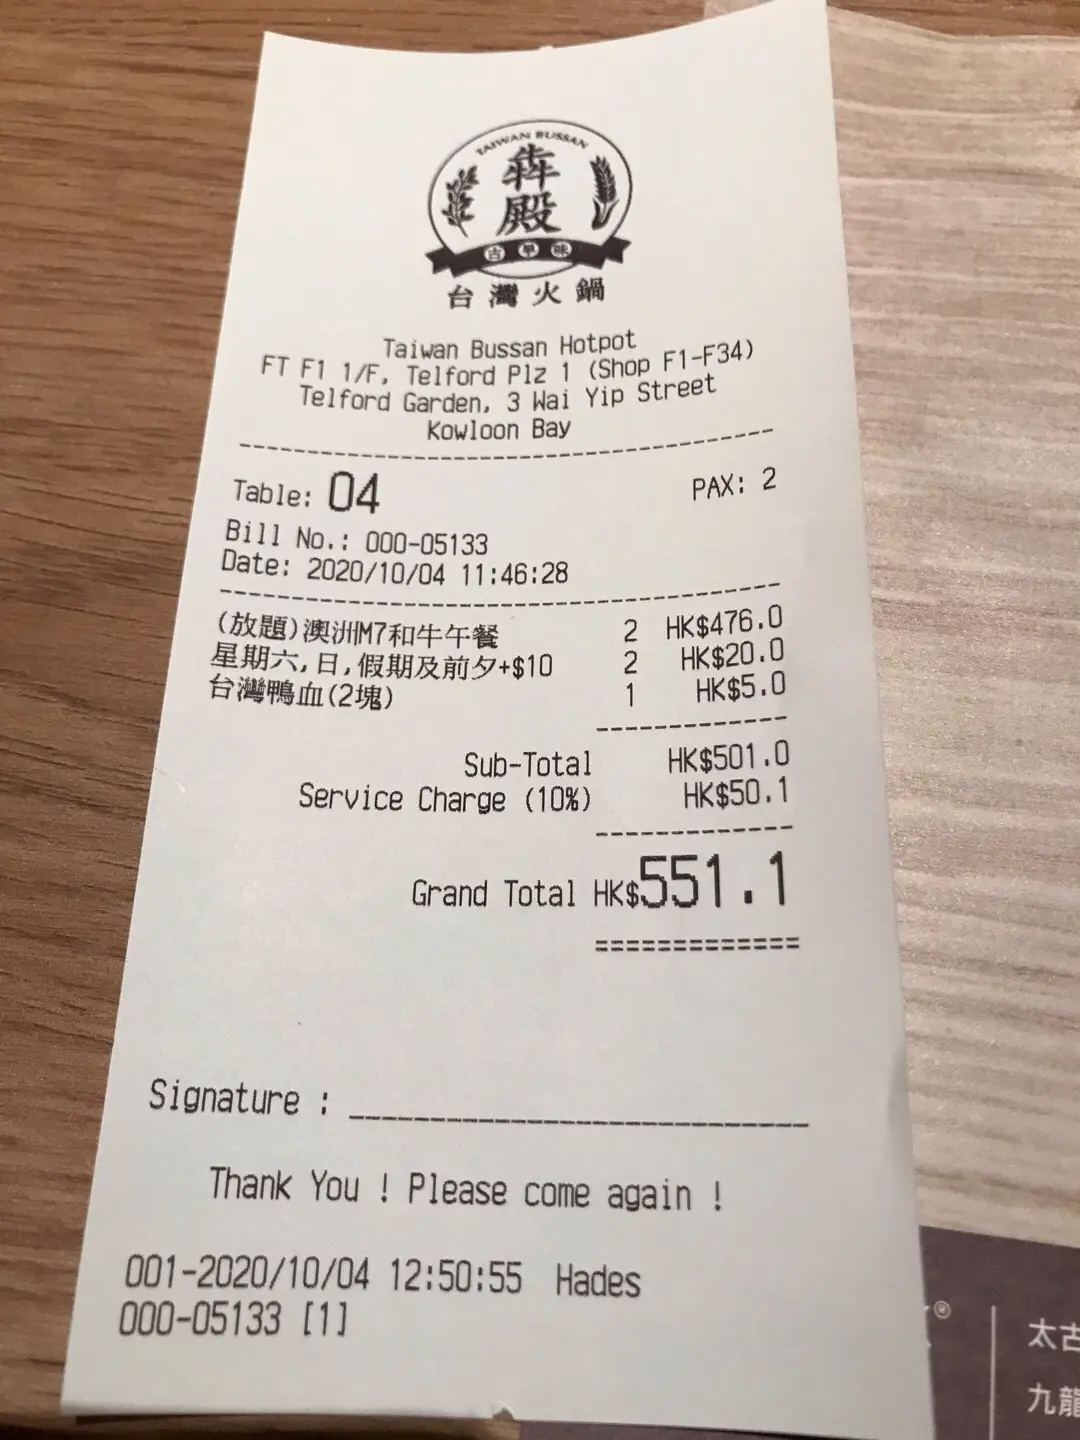 TAIWAN BUSSAN
犇殿
古早味
台灣火鍋
Taiwan Bussan Hotpot
FT F1 1/F, Telford Plz 1 (Shop F1-F34)
Telford Garden, 3 Wai Yip Street
Kowloon Bay
Table: 04 PAX: 2
Bill No.: 000-05133
Date: 2020/10/04 11:46:28
(放題)澳洲M7和牛午餐 2 HK$476.0
星期六,日,假期及前夕+$10 2 HK$20.0
台灣鴨血(2塊) 1 HK$5.0
Sub-Total HK$501.0
Service Charge (10%) HK$50.1
Grand Total HK$551.1
Signature :
Thank You ! Please come again !
001-2020/10/04 12:50:55 Hades
000-05133 [1]
太古
九龍